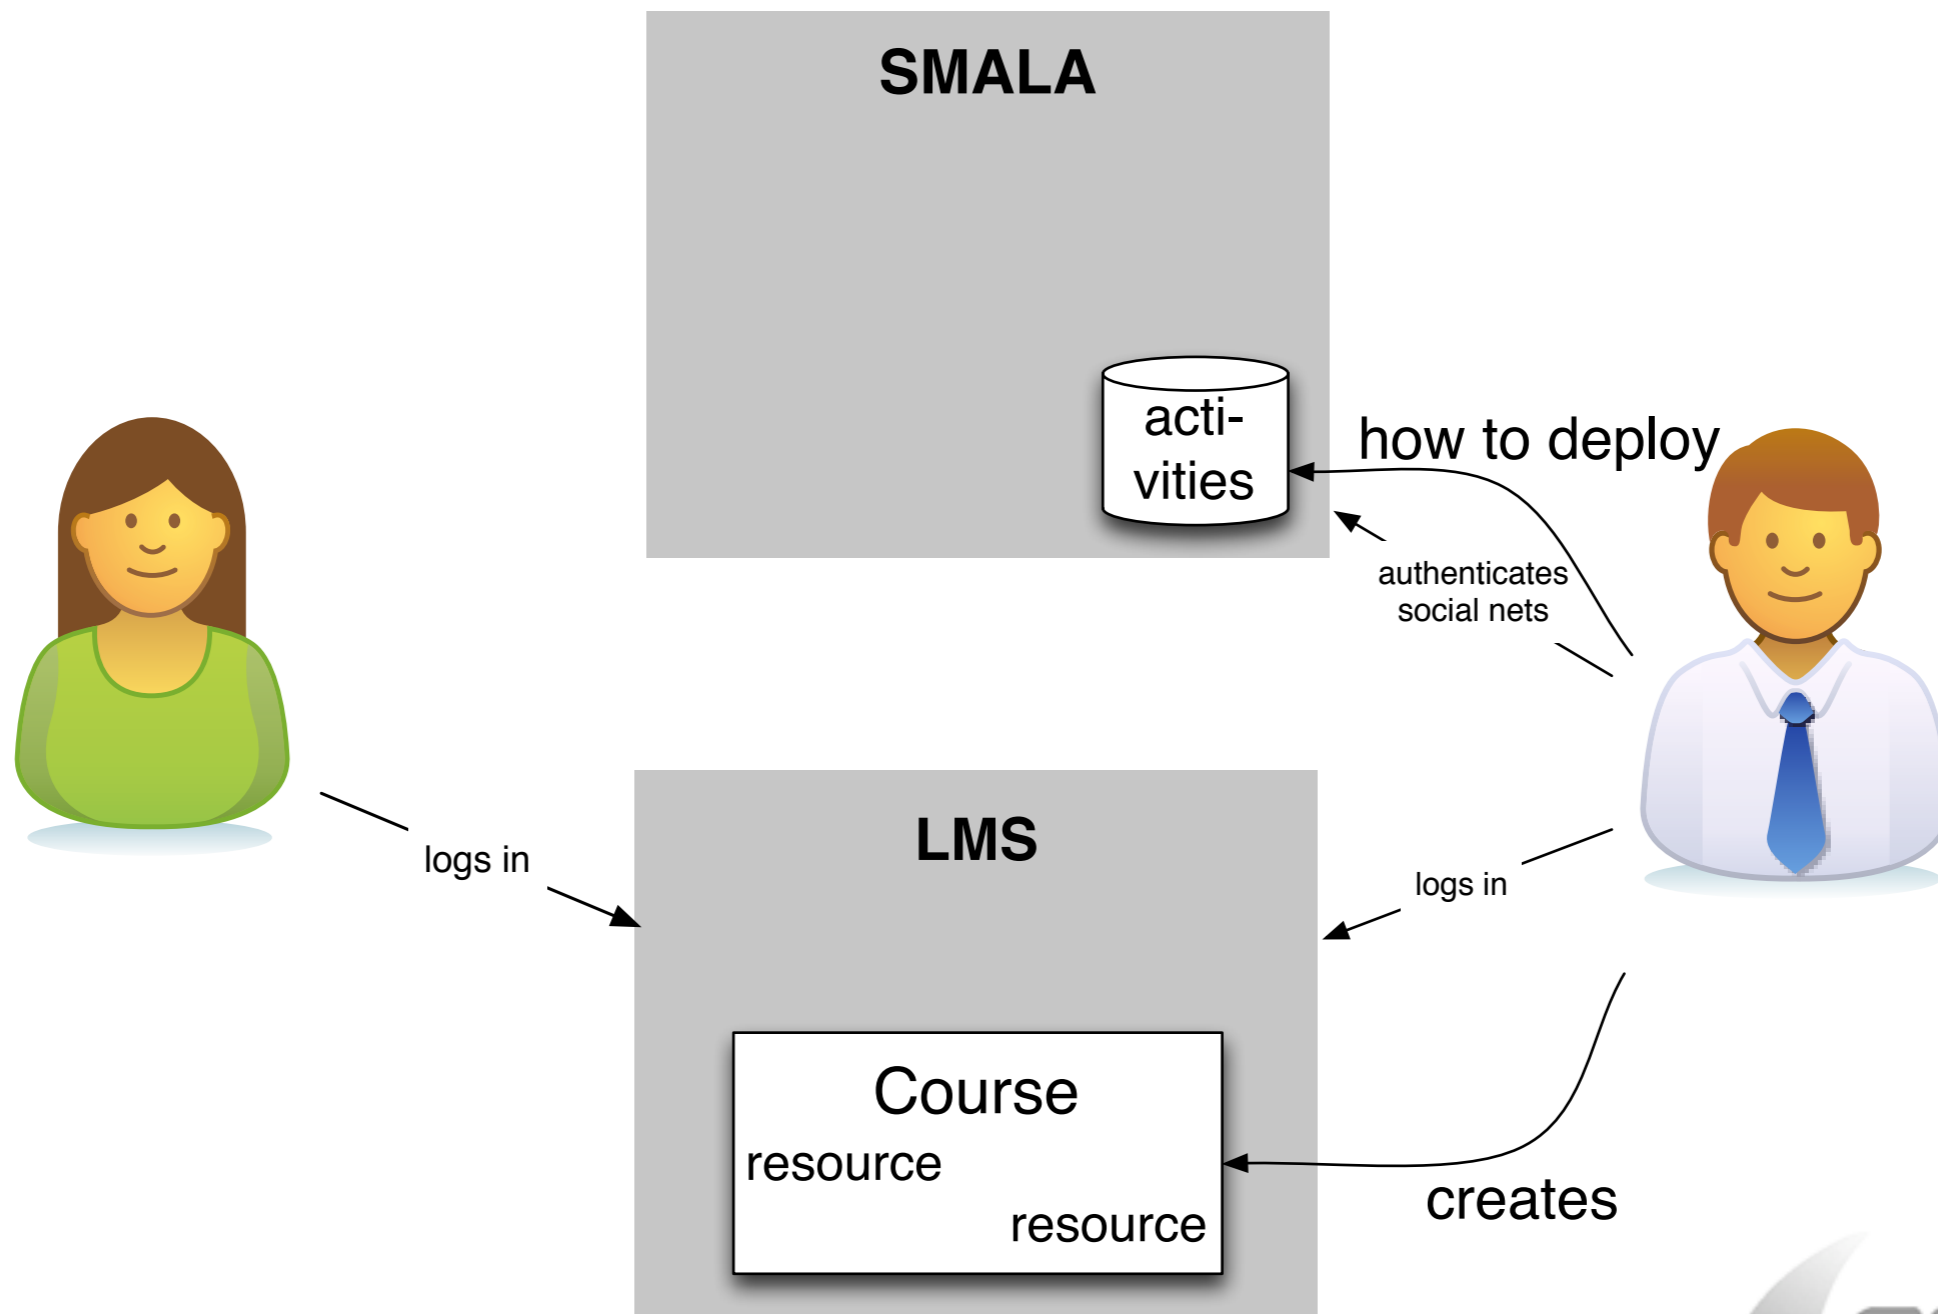 SMALA
acti-
vities
how to deploy
authenticates
social nets
logs in
LMS
logs in
Course
resource
resource
creates